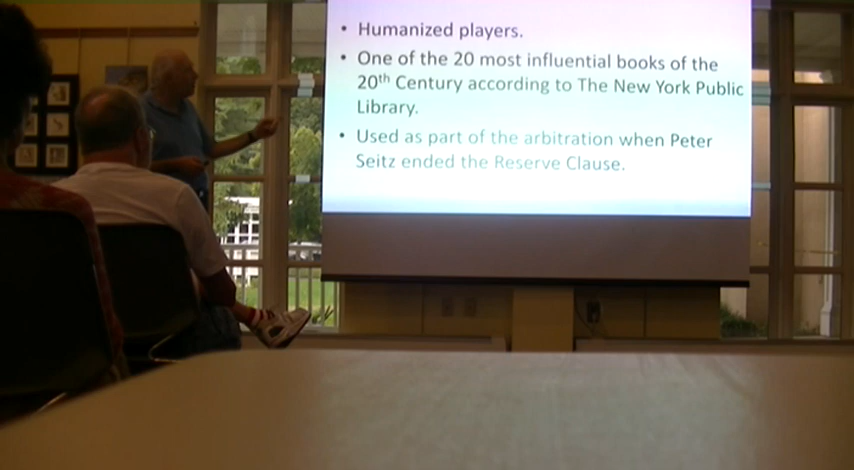 • Humanized players.
• One of the 20 most influential books of the
20th Century according to The New York Public
Library.
• Used as part of the arbitration when Peter
Seitz ended the Reserve Clause.